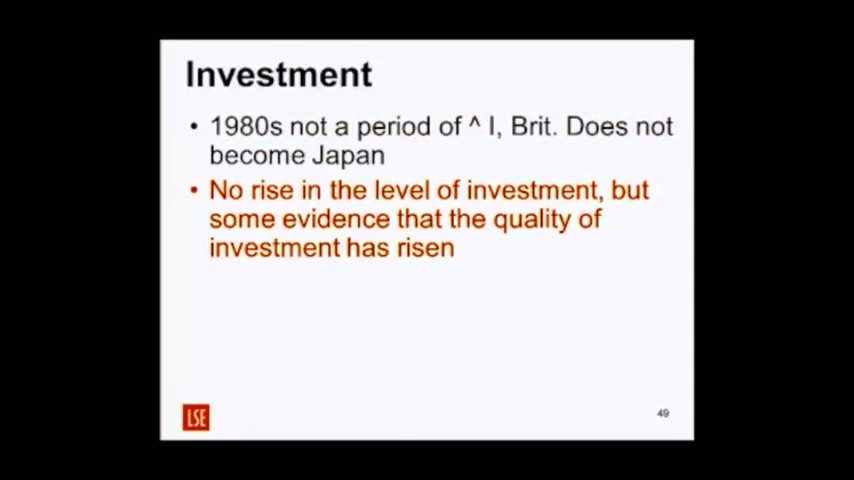 Investment
• 1980s not a period of ^ I, Brit. Does not
become Japan
• No rise in the level of investment, but
some evidence that the quality of
investment has risen
LSE
49